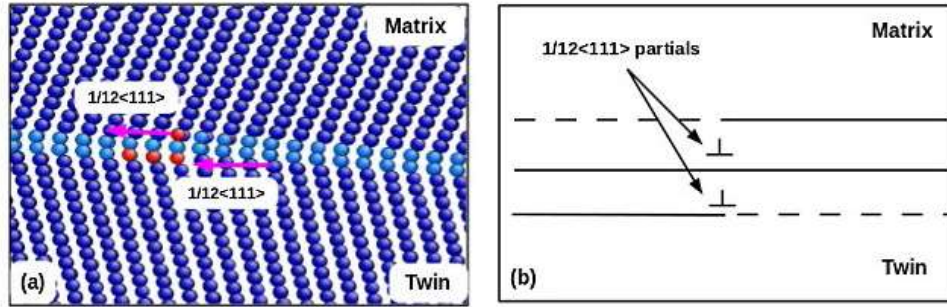 Matrix
1/12<111>
1/12<111>
(a)
Twin
Matrix
1/12<111> partials
⊥
⊥
(b)
Twin